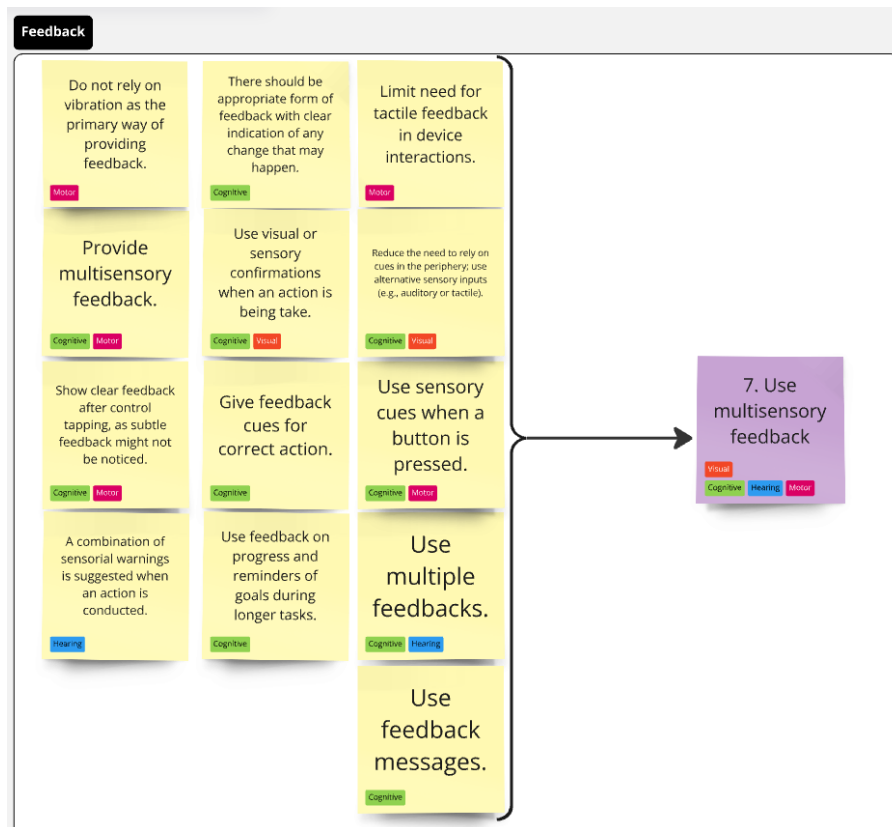 Feedback
Do not rely on
vibration as the
primary way of
providing
feedback.
Motor
There should be
appropriate form of
feedback with clear
indication of any
change that may
happen.
Cognitive
Limit need for
tactile feedback
in device
interactions.
Motor
Provide
multisensory
feedback.
Cognitive Motor
Use visual or
sensory
confirmations
when an action is
being take.
Cognitive Visual
Reduce the need to rely on
cues in the periphery; use
alternative sensory inputs
(e.g., auditory or tactile).
Cognitive Visual
Show clear feedback
after control
tapping, as subtle
feedback might not
be noticed.
Cognitive Motor
Give feedback
cues for
correct action.
Cognitive
Use sensory
cues when a
button is
pressed.
Cognitive Motor
A combination of
sensorial warnings
is suggested when
an action is
conducted.
Hearing
Use feedback on
progress and
reminders of
goals during
longer tasks.
Cognitive
Use
multiple
feedbacks.
Cognitive Hearing
Use
feedback
messages.
Cognitive
7. Use
multisensory
feedback
Visual
Cognitive Hearing Motor